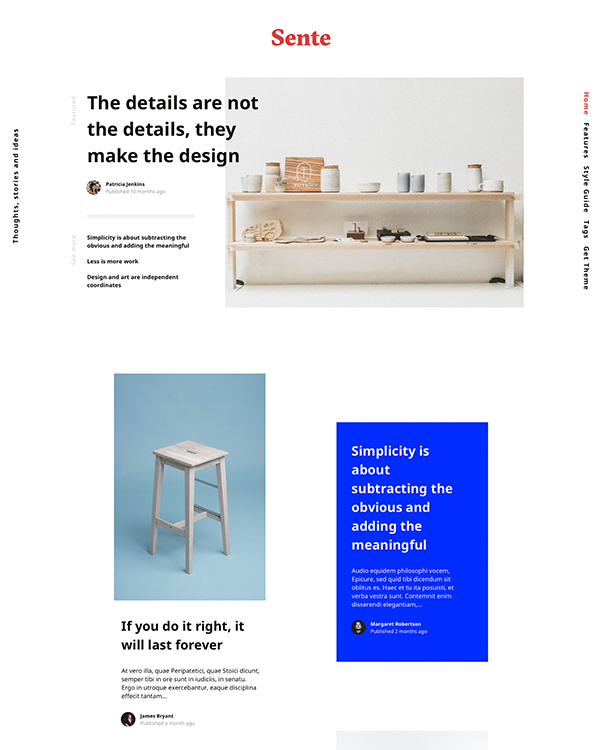 Sente
Thoughts, stories and ideas
Home
Features
Style Guide
Tags
Get Theme
Featured
The details are not
the details, they
make the design
Patricia Jenkins
Published 10 months ago
See more
Simplicity is about subtracting the
obvious and adding the meaningful
Less is more work
Design and art are independent
coordinates
If you do it right, it
will last forever
At vero illa, quae Peripatetici, quae Stoici dicunt,
semper tibi in ore sunt in iudiciis, in senatu.
Ergo in utroque exercebantur, eaque disciplina
effecit tantam...
James Bryant
Published a month ago
Simplicity is
about
subtracting the
obvious and
adding the
meaningful
Audio equidem philosophi vocem,
Epicure, sed quid tibi dicendum sit
oblitus es. Haec et tu ita posuisti, et
verba vestra sunt. Contemnit enim
disserendi elegantiam,...
Margaret Robertson
Published 2 months ago